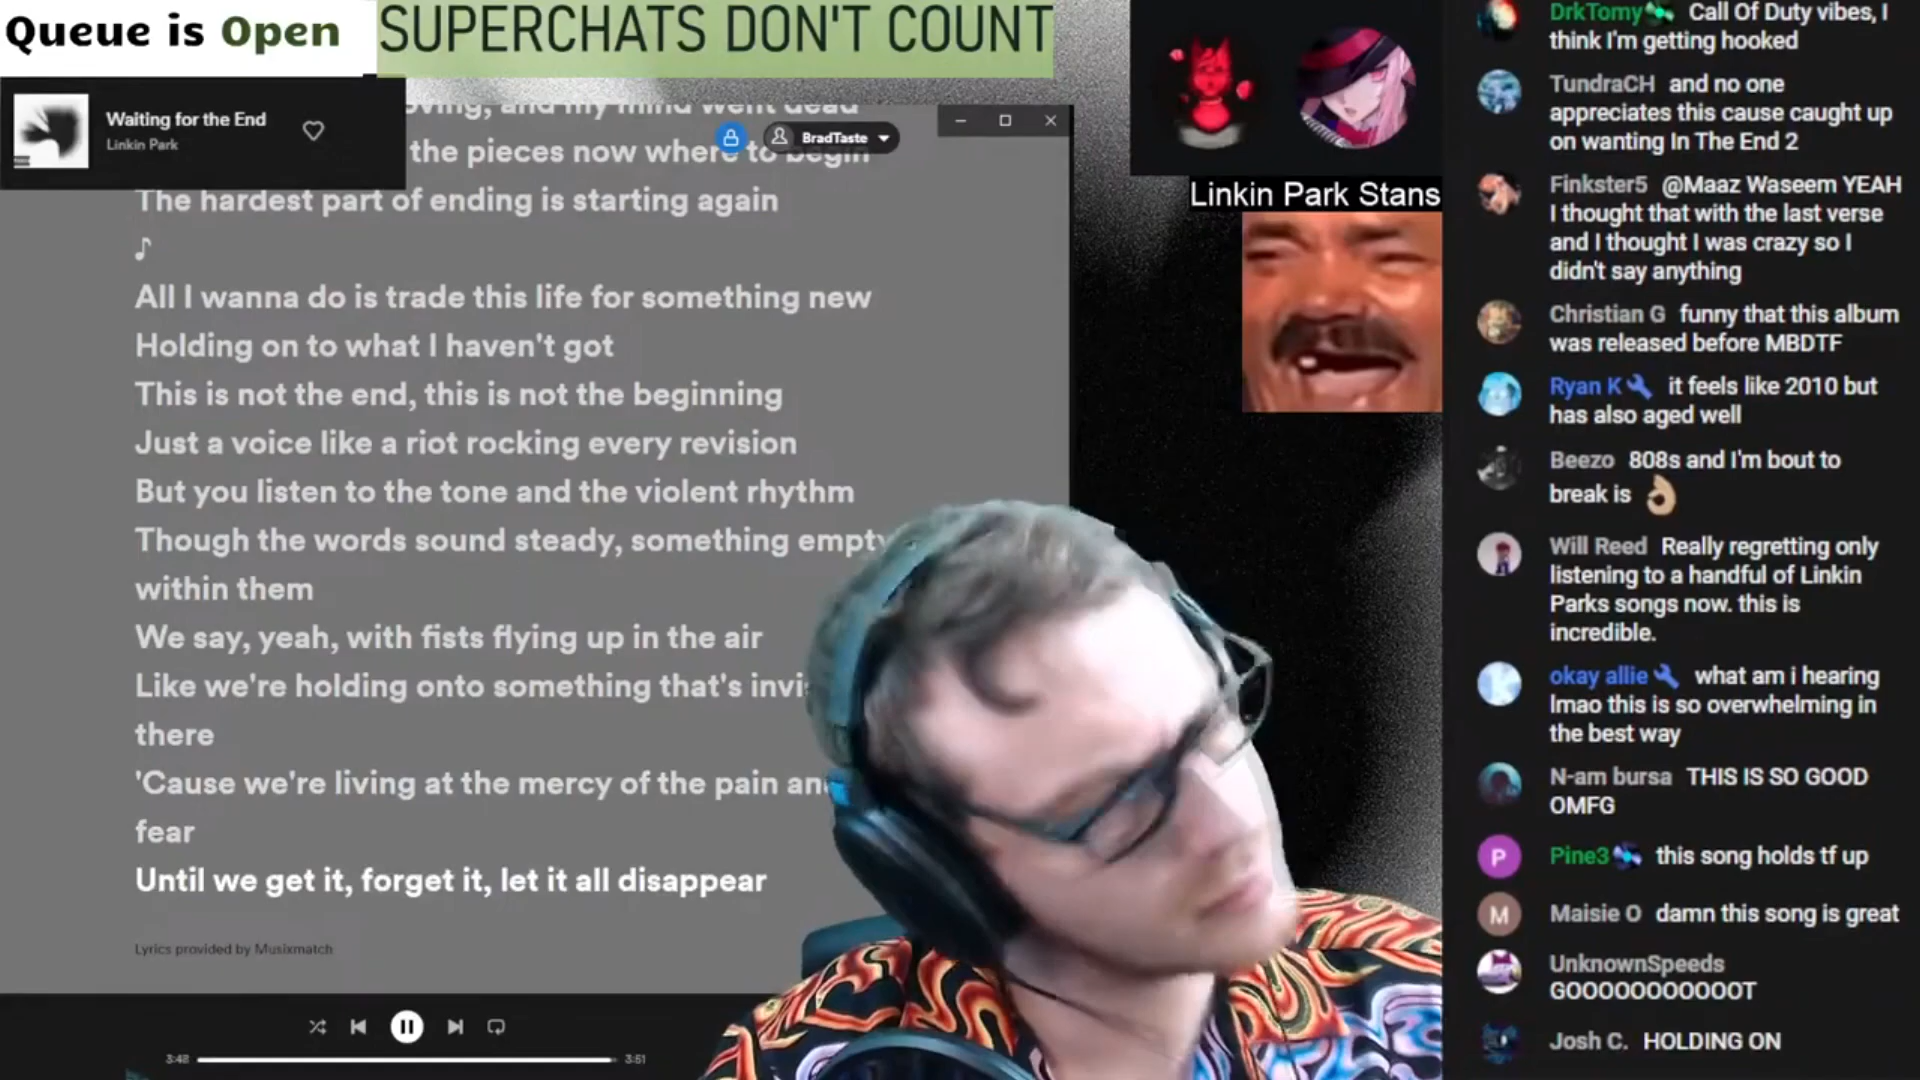 Queue is Open
SUPERCHATS DON'T COUNT
Waiting for the End
Linkin Park
and my mind went dead
BradTaste
the pieces now where to begin
The hardest part of ending is starting again
♪
All I wanna do is trade this life for something new
Holding on to what I haven't got
This is not the end, this is not the beginning
Just a voice like a riot rocking every revision
But you listen to the tone and the violent rhythm
Though the words sound steady, something empty
within them
We say, yeah, with fists flying up in the air
Like we're holding onto something that's
there
'Cause we're living at the mercy of the pain
fear
Until we get it, forget it, let it all disappear
Lyrics provided by Musixmatch
3:48
3:51
Linkin Park Stans
DrkTomy Call Of Duty vibes, I
think I'm getting hooked
TundraCH and no one
appreciates this cause caught up
on wanting In The End 2
Finkster5 @Maaz Waseem YEAH
I thought that with the last verse
and I thought I was crazy so I
didn't say anything
Christian G funny that this album
was released before MBDTF
Ryan K it feels like 2010 but
has also aged well
Beezo 808s and I'm bout to
break is 👌🏼
Will Reed Really regretting only
listening to a handful of Linkin
Parks songs now. this is
incredible.
okay allie what am i hearing
lmao this is so overwhelming in
the best way
N-am bursa THIS IS SO GOOD
OMFG
P
Pine3 this song holds tf up
M
Maisie O damn this song is great
UnknownSpeeds
GOOOOOOOOOOOT
Josh C. HOLDING ON